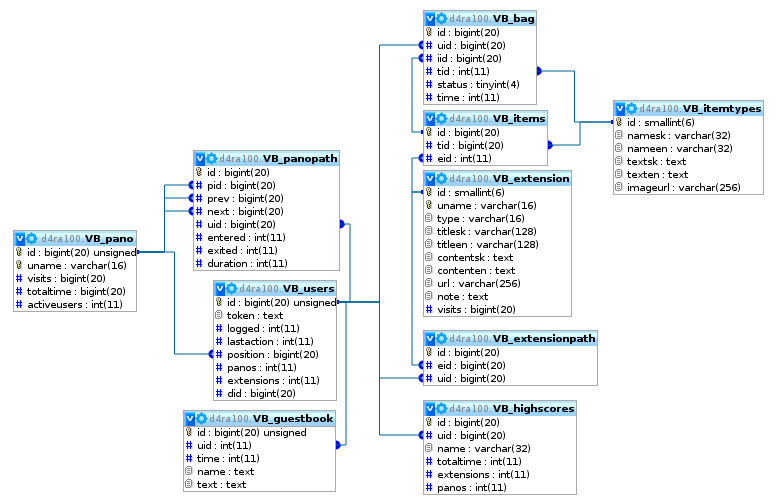 d4ra100.VB_pano
id : bigint(20) unsigned
uname : varchar(16)
visits : bigint(20)
totaltime : bigint(20)
activeusers : int(11)
d4ra100.VB_panopath
id : bigint(20)
pid : bigint(20)
prev : bigint(20)
next : bigint(20)
uid : bigint(20)
entered : int(11)
exited : int(11)
duration : int(11)
d4ra100.VB_users
id : bigint(20) unsigned
token : text
logged : int(11)
lastaction : int(11)
position : bigint(20)
panos : int(11)
extensions : int(11)
did : bigint(20)
d4ra100.VB_guestbook
id : bigint(20) unsigned
uid : int(11)
time : int(11)
name : text
text : text
d4ra100.VB_bag
id : bigint(20)
uid : bigint(20)
iid : bigint(20)
tid : int(11)
status : tinyint(4)
time : int(11)
d4ra100.VB_items
id : bigint(20)
tid : bigint(20)
eid : int(11)
d4ra100.VB_extension
id : smallint(6)
uname : varchar(16)
type : varchar(16)
titlesk : varchar(128)
titleen : varchar(128)
contentsk : text
contenten : text
url : varchar(256)
note : text
visits : bigint(20)
d4ra100.VB_extensionpath
id : bigint(20)
eid : bigint(20)
uid : bigint(20)
d4ra100.VB_highscores
id : bigint(20)
uid : bigint(20)
name : varchar(32)
totaltime : int(11)
extensions : int(11)
panos : int(11)
d4ra100.VB_itemtypes
id : smallint(6)
namesk : varchar(32)
nameen : varchar(32)
textsk : text
texten : text
imageurl : varchar(256)